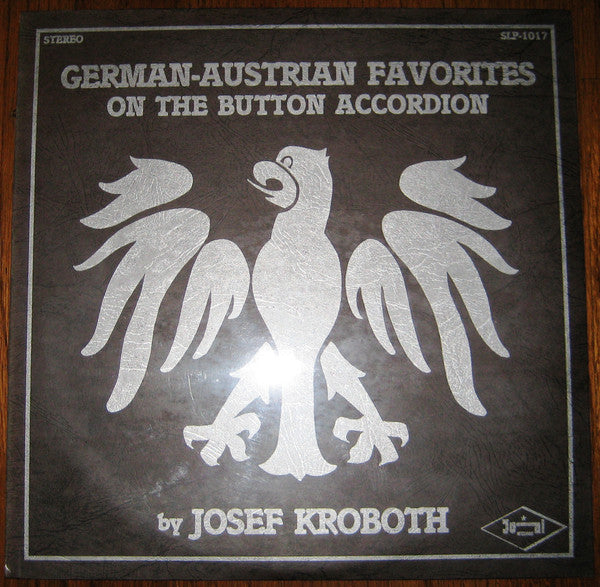 STEREO
SLP-1017
GERMAN-AUSTRIAN FAVORITES
ON THE BUTTON ACCORDION
by JOSEF KROBOTH